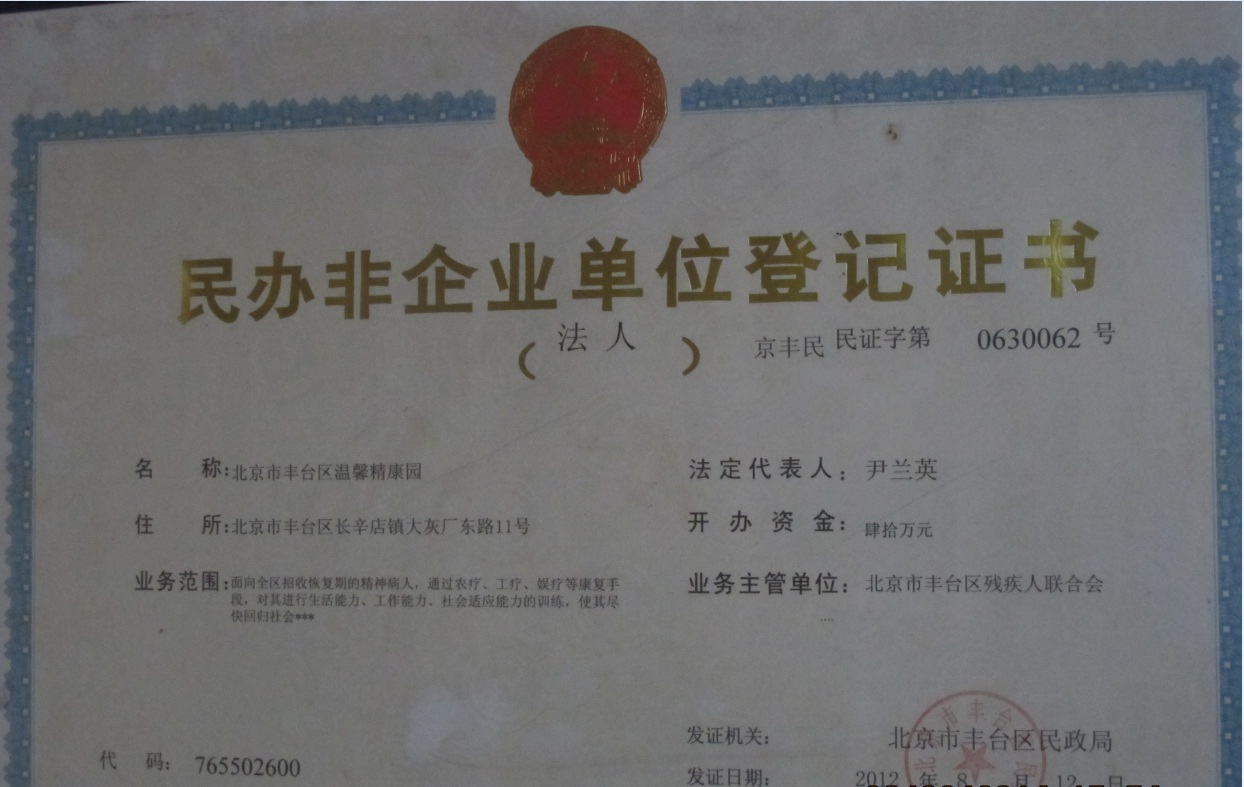 民办非企业单位登记证书
（法人）
京丰民 民证字第 0630062 号
名 称：北京市丰台区温馨精康园
法定代表人：尹兰英
住 所：北京市丰台区长辛店镇大灰厂东路11号
开办资金：肆拾万元
业务范围：面向全区招收恢复期的精神病人，通过农疗、工疗、娱疗等康复手
段，对其进行生活能力、工作能力、社会适应能力的训练，使其尽
快回归社会***
业务主管单位：北京市丰台区残疾人联合会
....
发证机关：北京市丰台区民政局
代 码：765502600
发证日期：2012 年 8 月 12 日